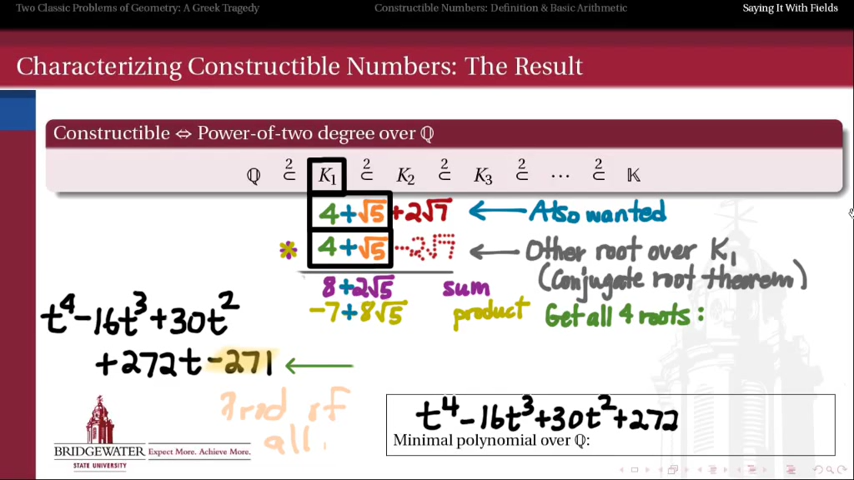 Two Classic Problems of Geometry: A Greek Tragedy
Constructible Numbers: Definition & Basic Arithmetic
Saying It With Fields
Characterizing Constructible Numbers: The Result
Constructible ⇔ Power-of-two degree over ℚ
ℚ ⊂² K₁ ⊂² K₂ ⊂² K₃ ⊂² ⋯ ⊂² 𝕂
4+√5+2√7 ← Also wanted
* 4+√5-2√7 ← Other root over K₁
(Conjugate root theorem)
8+2√5 sum
-7+8√5 product
Get all 4 roots:
t⁴-16t³+30t²
+272t-271 ←
Prod of
all
t⁴-16t³+30t²+272
Minimal polynomial over ℚ:
BRIDGEWATER
STATE UNIVERSITY
Expect More. Achieve More.